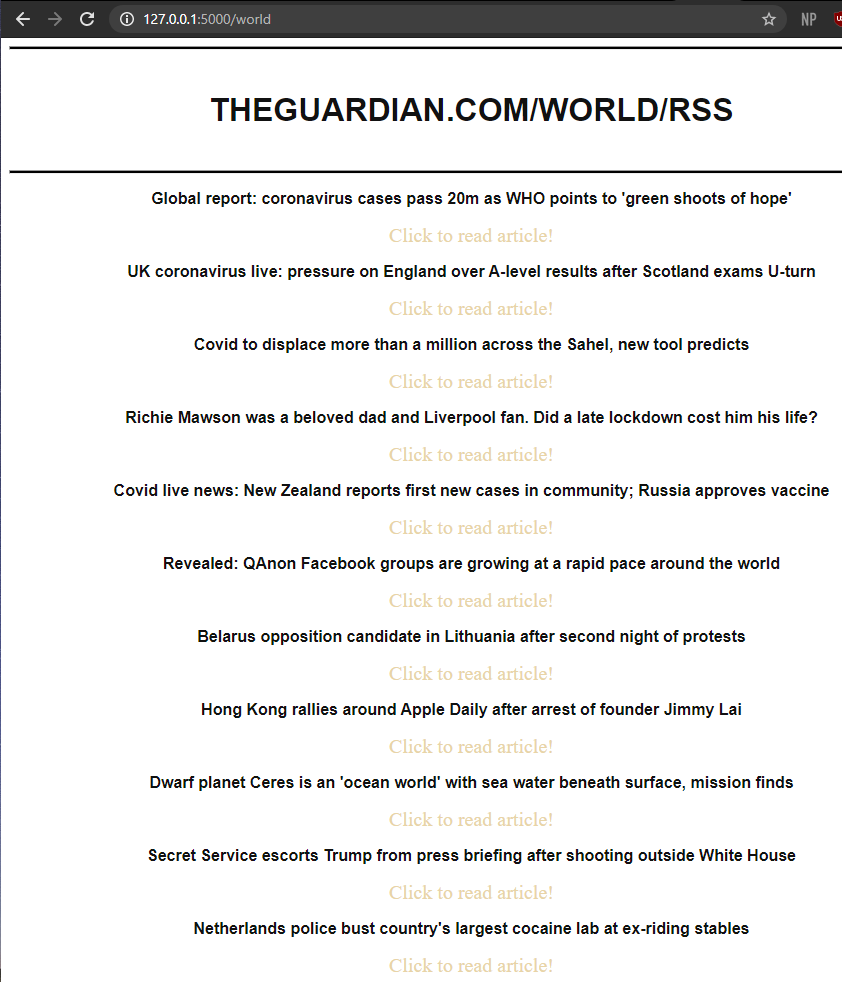 127.0.0.1:5000/world
NP
THEGUARDIAN.COM/WORLD/RSS
Global report: coronavirus cases pass 20m as WHO points to 'green shoots of hope'
Click to read article!
UK coronavirus live: pressure on England over A-level results after Scotland exams U-turn
Click to read article!
Covid to displace more than a million across the Sahel, new tool predicts
Click to read article!
Richie Mawson was a beloved dad and Liverpool fan. Did a late lockdown cost him his life?
Click to read article!
Covid live news: New Zealand reports first new cases in community; Russia approves vaccine
Click to read article!
Revealed: QAnon Facebook groups are growing at a rapid pace around the world
Click to read article!
Belarus opposition candidate in Lithuania after second night of protests
Click to read article!
Hong Kong rallies around Apple Daily after arrest of founder Jimmy Lai
Click to read article!
Dwarf planet Ceres is an 'ocean world' with sea water beneath surface, mission finds
Click to read article!
Secret Service escorts Trump from press briefing after shooting outside White House
Click to read article!
Netherlands police bust country's largest cocaine lab at ex-riding stables
Click to read article!